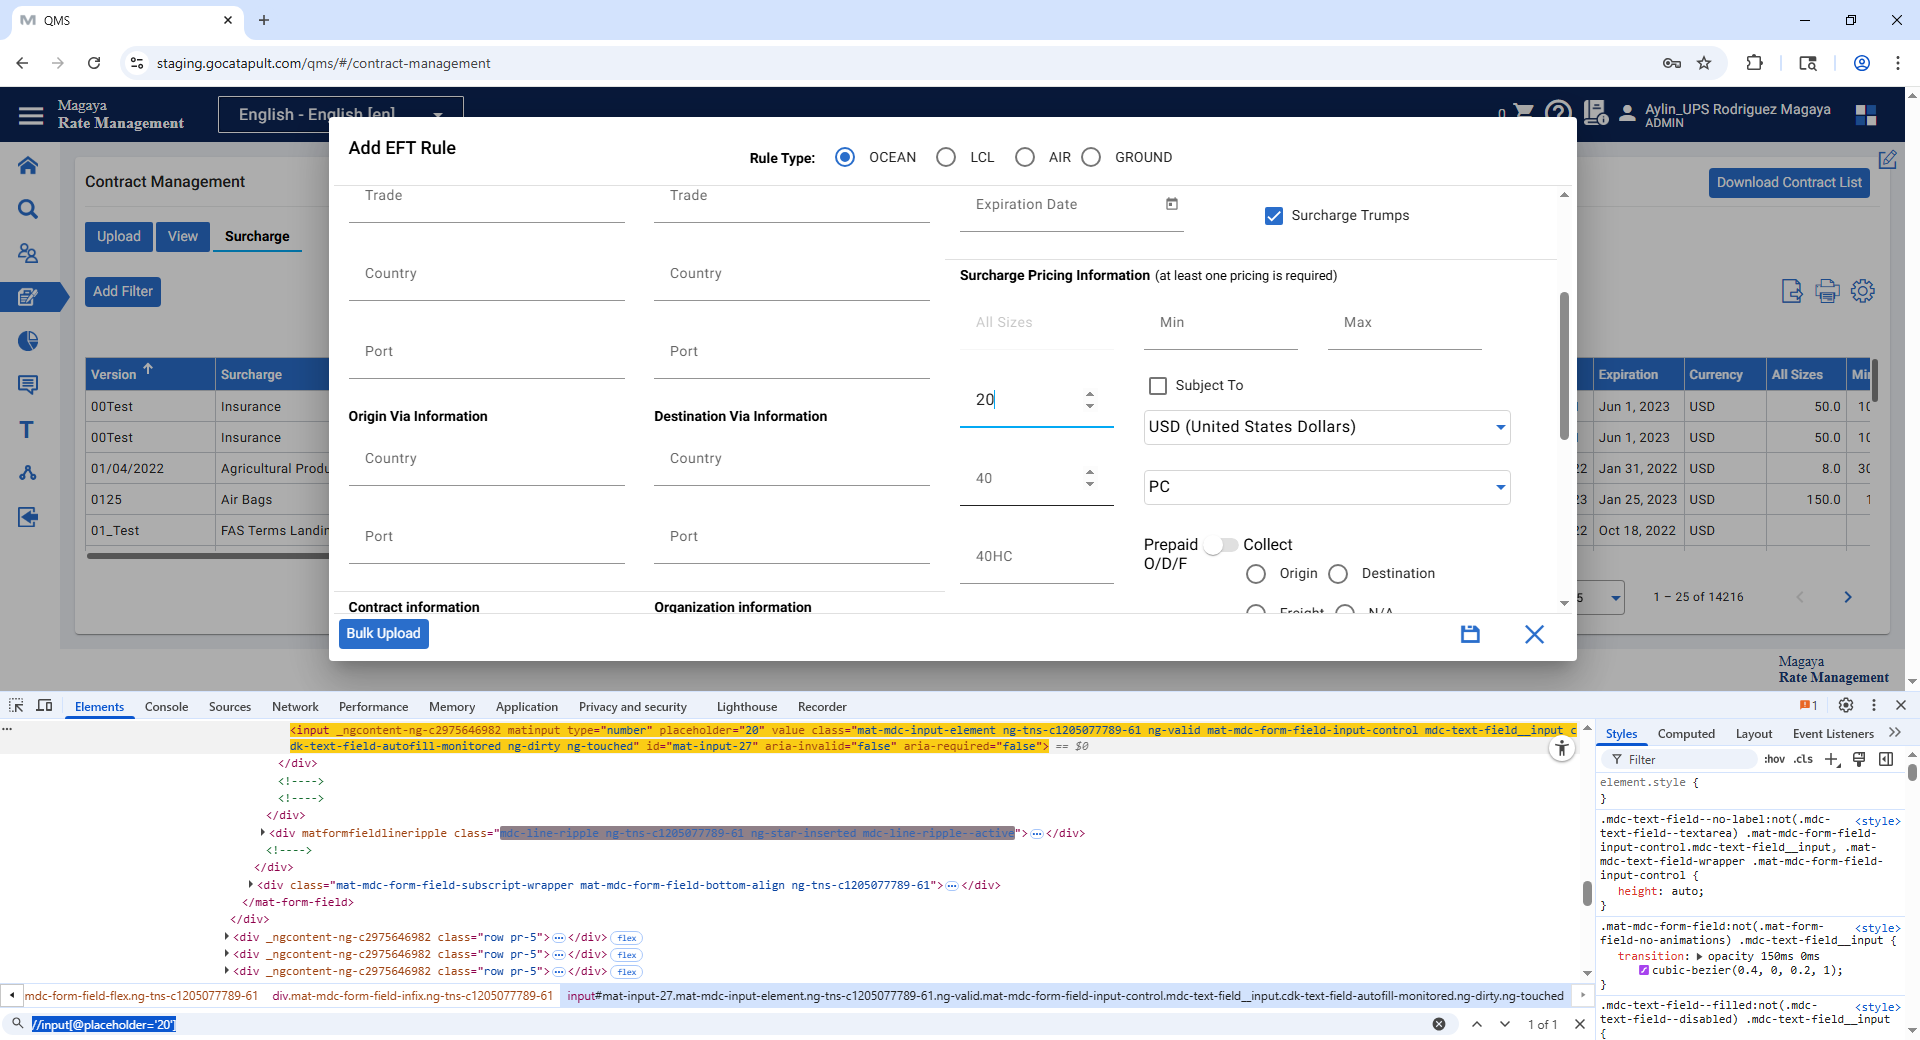 QMS
staging.gocatapult.com/qms/#/contract-management
Magaya
Rate Management
English - English [en]
0
Aylin_UPS Rodriguez Magaya
ADMIN
Add EFT Rule
Rule Type:
OCEAN
LCL
AIR
GROUND
Contract Management
Download Contract List
Upload
View
Surcharge
Add Filter
Trade
Trade
Expiration Date
Surcharge Trumps
Country
Country
Surcharge Pricing Information (at least one pricing is required)
All Sizes
Min
Max
Port
Port
Subject To
20
USD (United States Dollars)
Origin Via Information
Destination Via Information
Country
Country
40
PC
Port
Port
40HC
Prepaid
Collect
O/D/F
Origin
Destination
Freight
N/A
Contract information
Organization information
Bulk Upload
Version
Surcharge
Expiration
Currency
All Sizes
Min
00Test
Insurance
Jun 1, 2023
USD
50.0
10
00Test
Insurance
Jun 1, 2023
USD
50.0
10
01/04/2022
Agricultural Produ
22
Jan 31, 2022
USD
8.0
30
0125
Air Bags
23
Jan 25, 2023
USD
150.0
1
01_Test
FAS Terms Landin
22
Oct 18, 2022
USD
5
1 – 25 of 14216
Magaya
Rate Management
Elements
Console
Sources
Network
Performance
Memory
Application
Privacy and security
Lighthouse
Recorder
1
<input _ngcontent-ng-c2975646982 matinput type="number" placeholder="20" value class="mat-mdc-input-element ng-tns-c1205077789-61 ng-valid mat-mdc-form-field-input-control mdc-text-field__input c
dk-text-field-autofill-monitored ng-dirty ng-touched" id="mat-input-27" aria-invalid="false" aria-required="false"> == $0
</div>
<!---->
<!---->
</div>
<div matformfieldlineripple class="mdc-line-ripple ng-tns-c1205077789-61 ng-star-inserted mdc-line-ripple--active"> … </div>
<!---->
</div>
<div class="mat-mdc-form-field-subscript-wrapper mat-mdc-form-field-bottom-align ng-tns-c1205077789-61"> … </div>
</mat-form-field>
</div>
<div _ngcontent-ng-c2975646982 class="row pr-5"> … </div> flex
<div _ngcontent-ng-c2975646982 class="row pr-5"> … </div> flex
<div _ngcontent-ng-c2975646982 class="row pr-5"> … </div> flex
mdc-form-field-flex.ng-tns-c1205077789-61
div.mat-mdc-form-field-infix.ng-tns-c1205077789-61
input#mat-input-27.mat-mdc-input-element.ng-tns-c1205077789-61.ng-valid.mat-mdc-form-field-input-control.mdc-text-field__input.cdk-text-field-autofill-monitored.ng-dirty.ng-touched
//input[@placeholder='20']
1 of 1
Styles
Computed
Layout
Event Listeners
Filter
:hov
.cls
element.style {
}
.mdc-text-field--no-label:not(.mdc-
<style>
text-field--textarea) .mat-mdc-form-field-
input-control.mdc-text-field__input, .mat-
mdc-text-field-wrapper .mat-mdc-form-field-
input-control {
height: auto;
}
.mat-mdc-form-field:not(.mat-form-
<style>
field-no-animations) .mdc-text-field__input {
transition: opacity 150ms 0ms
cubic-bezier(0.4, 0, 0.2, 1);
}
.mdc-text-field--filled:not(.mdc-
<style>
text-field--disabled) .mdc-text-field__input
{